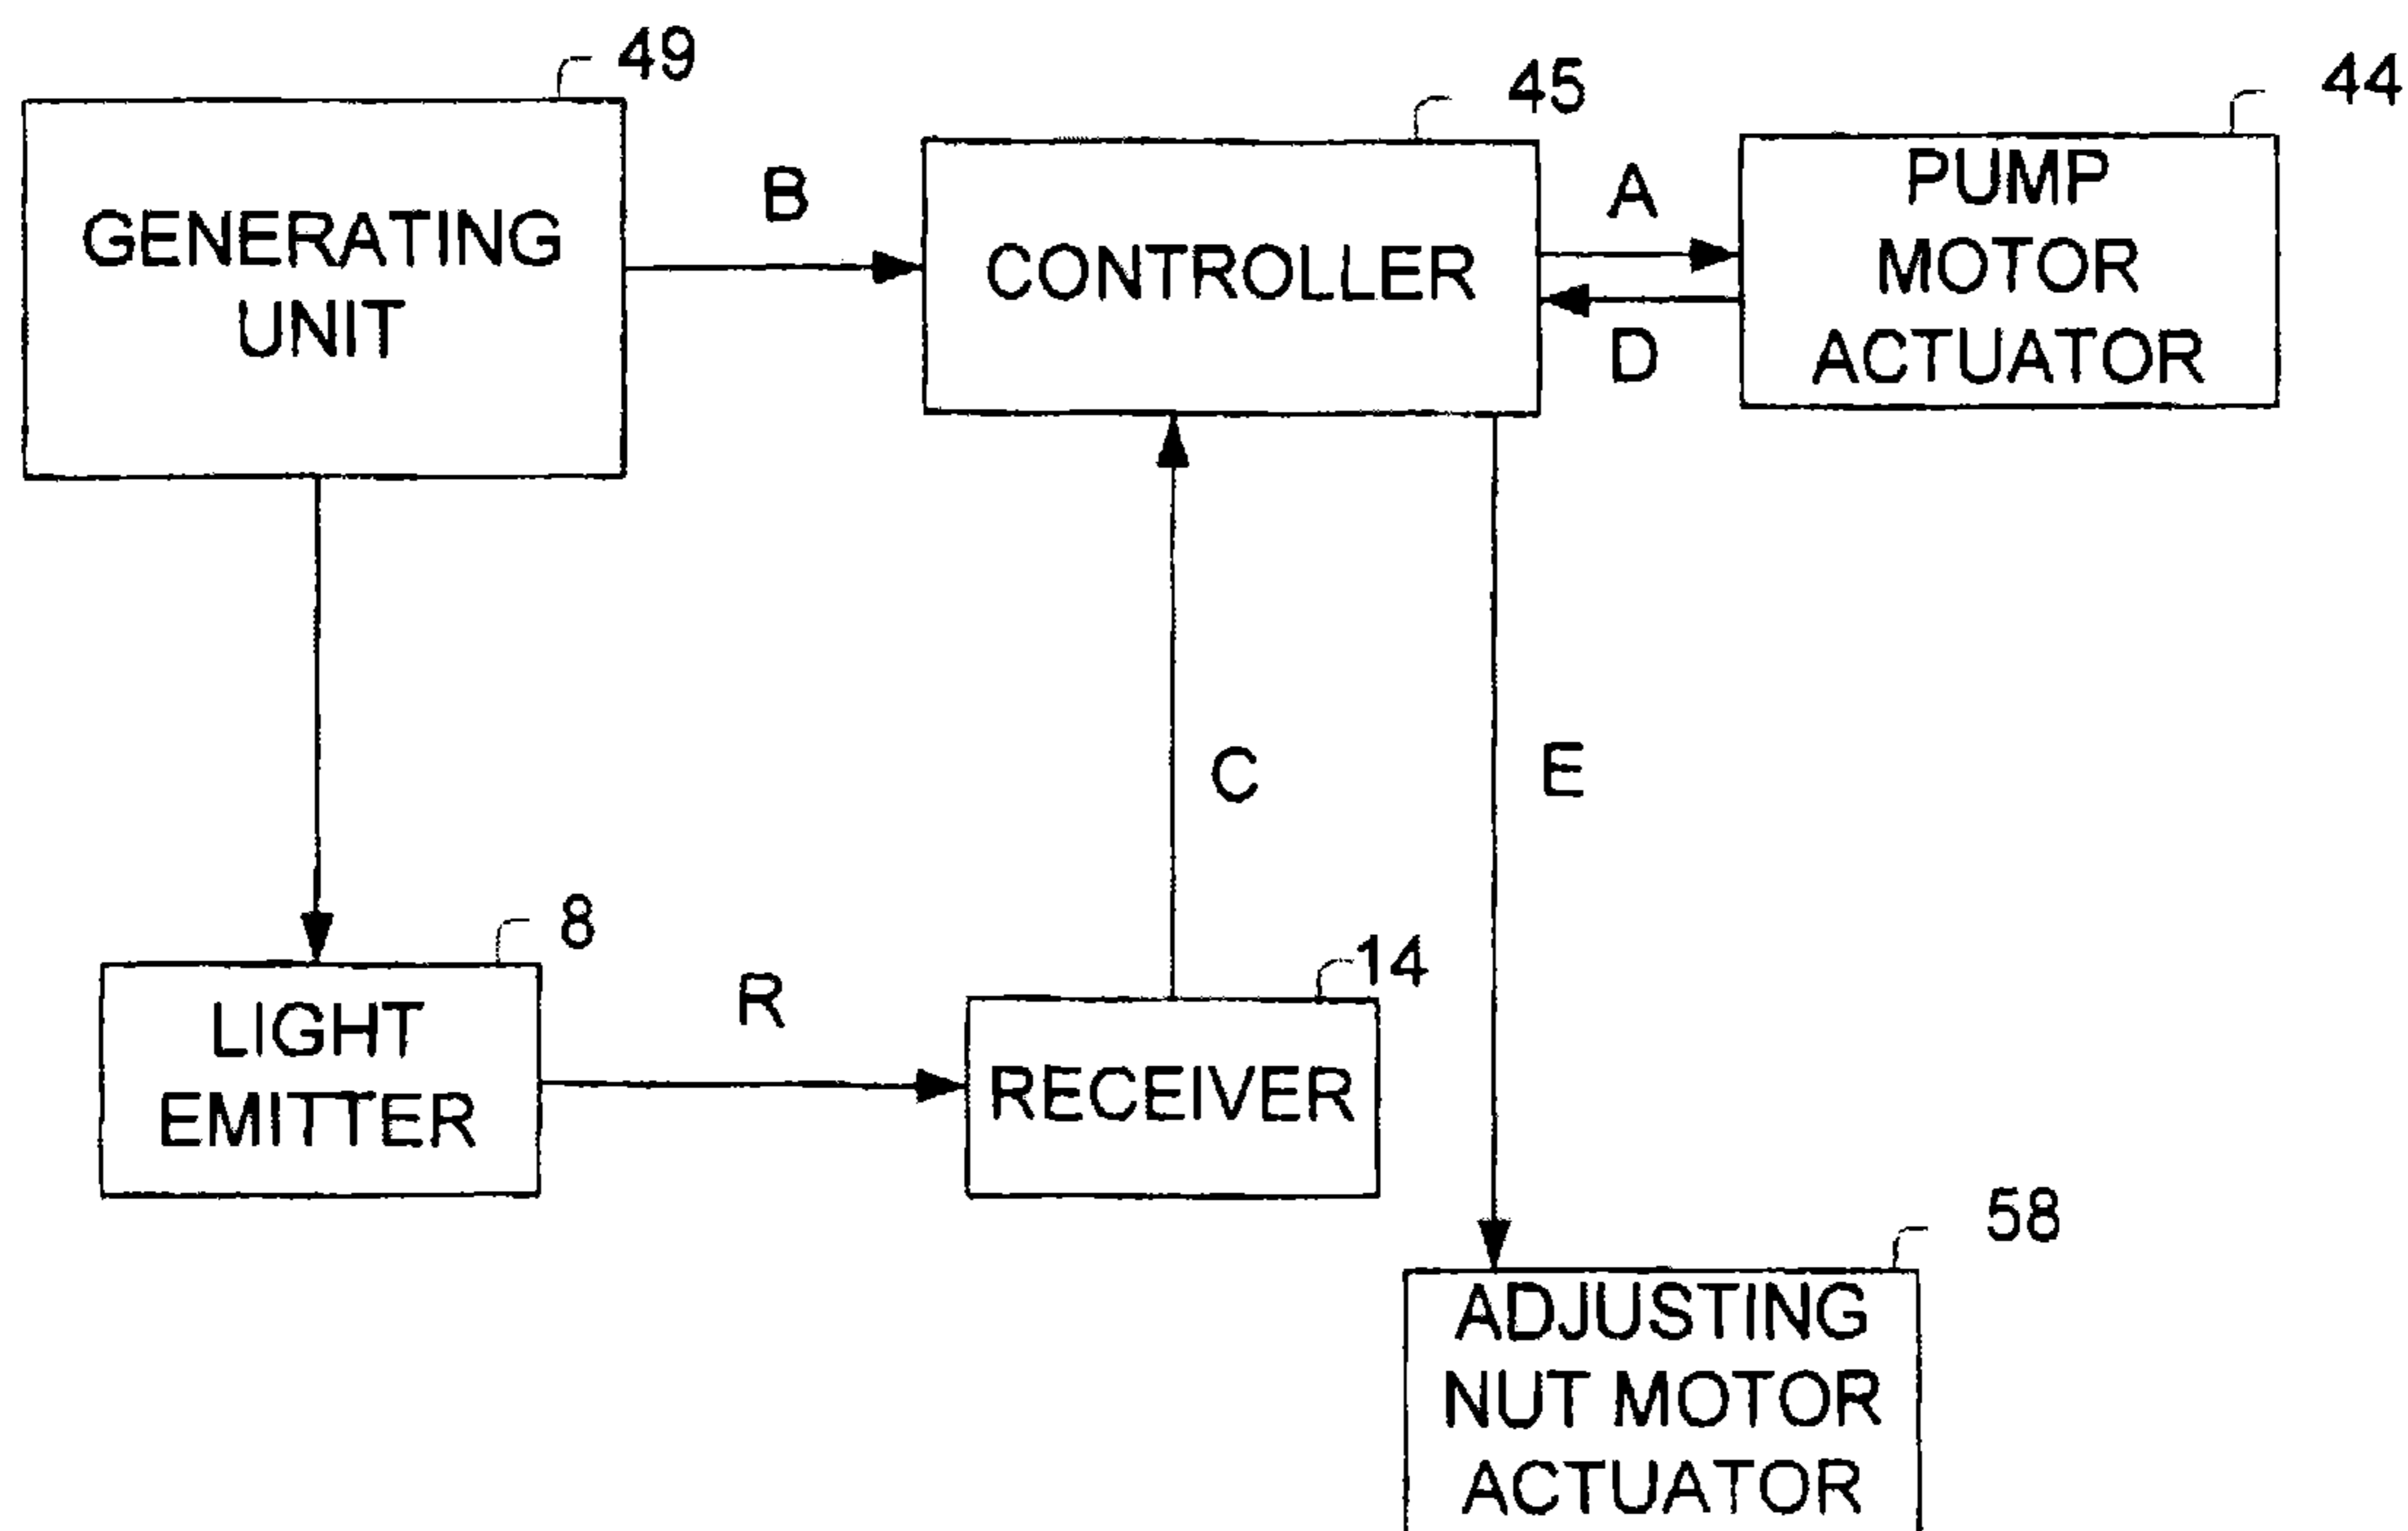 49
45
44
GENERATING
UNIT
B
CONTROLLER
A
D
PUMP
MOTOR
ACTUATOR
C
E
8
LIGHT
EMITTER
R
14
RECEIVER
58
ADJUSTING
NUT MOTOR
ACTUATOR